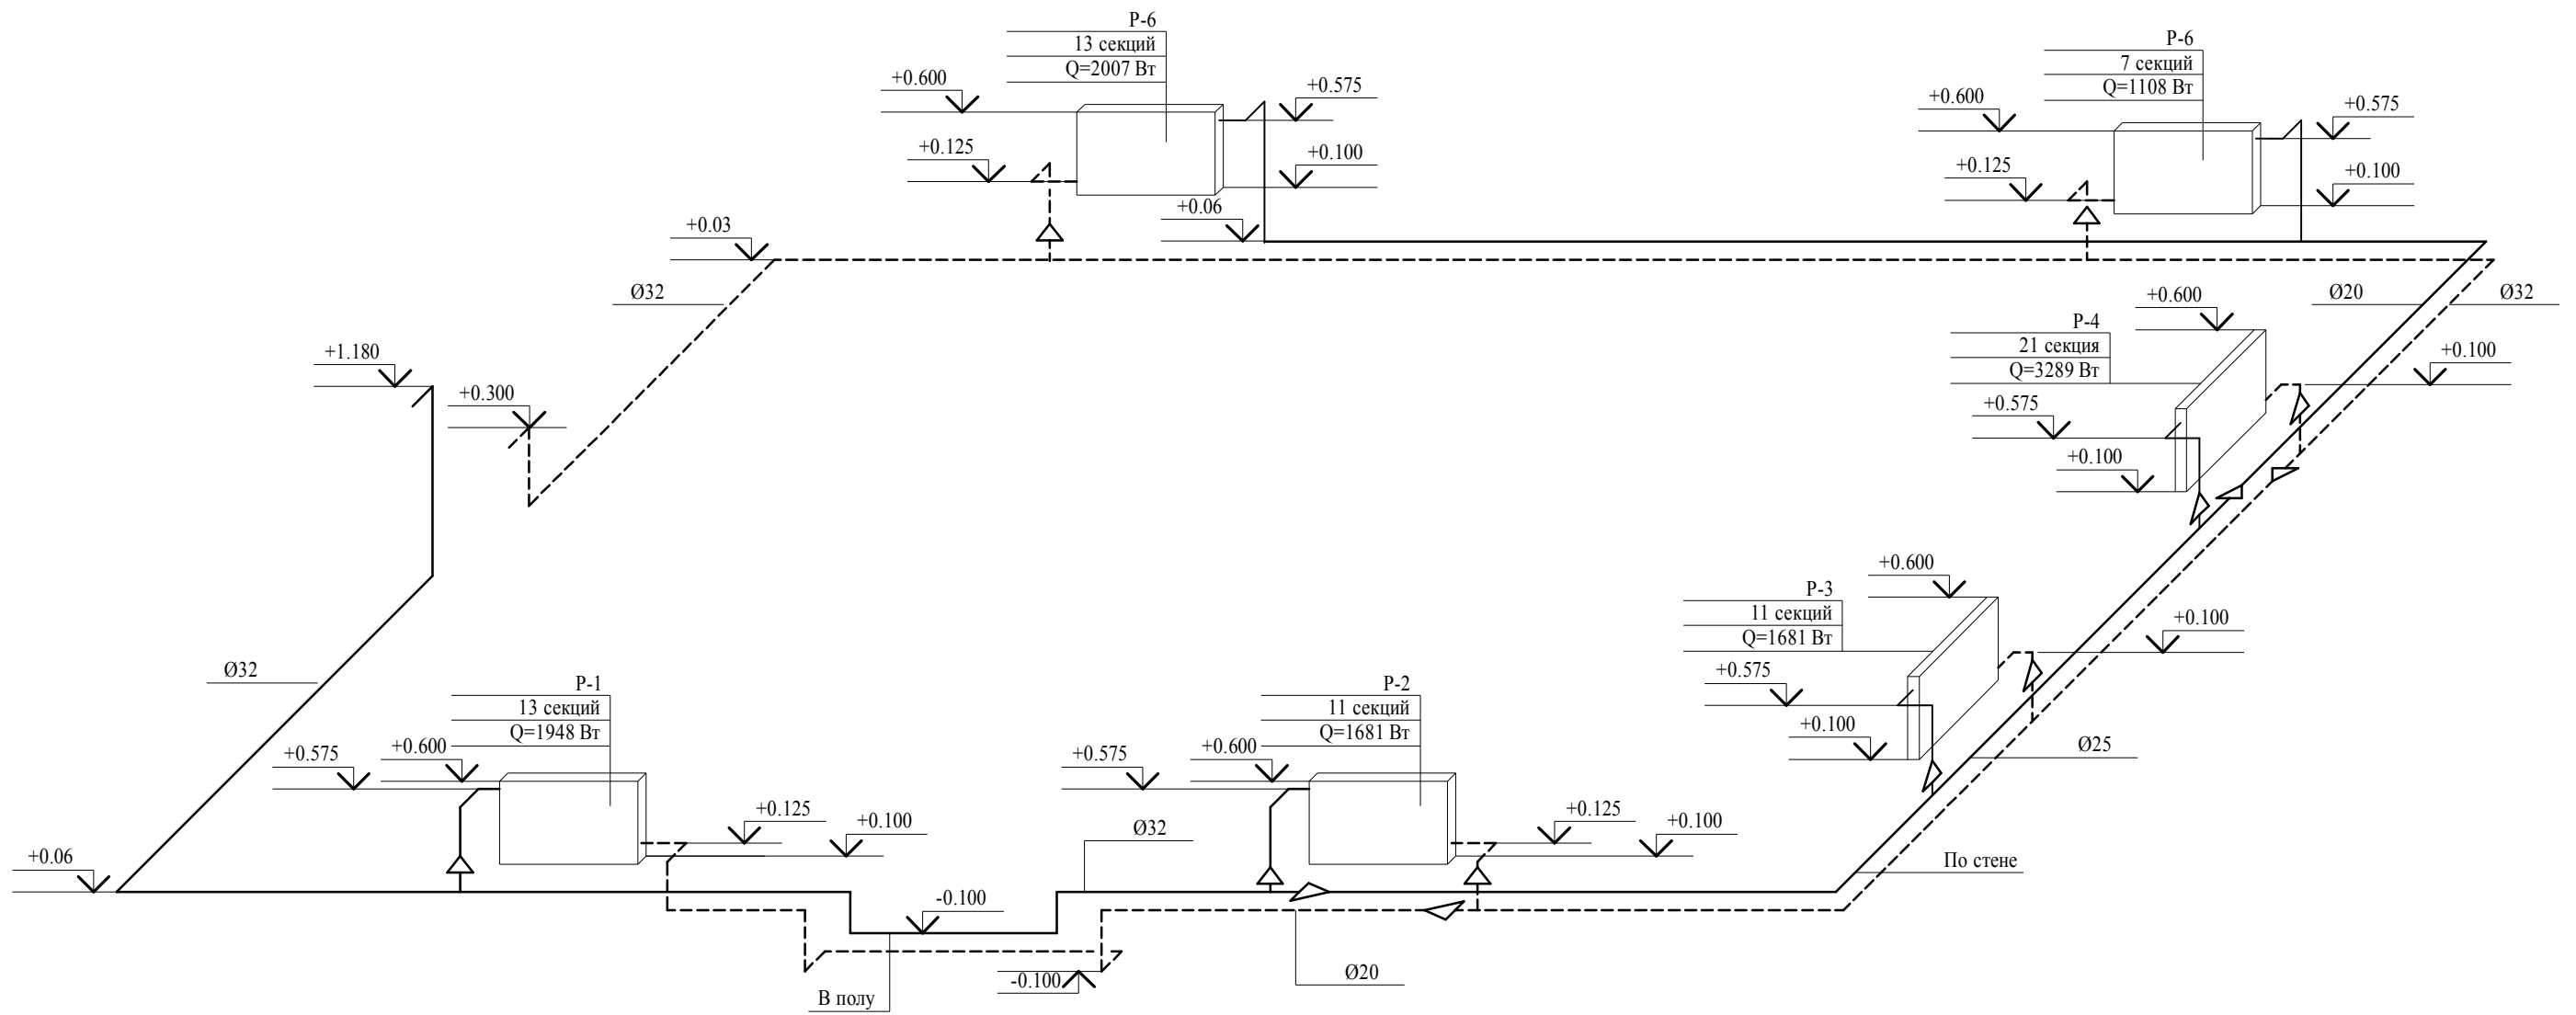 Р-6
13 секций
Q=2007 Вт
+0.600
+0.575
+0.125
+0.100
+0.06
Р-6
7 секций
Q=1108 Вт
+0.600
+0.575
+0.125
+0.100
+0.03
Ø32
Ø20
Ø32
+0.600
Р-4
21 секция
Q=3289 Вт
+0.100
+0.575
+0.100
+1.180
+0.300
+0.600
Р-3
11 секций
Q=1681 Вт
+0.100
+0.575
+0.100
Ø25
Ø32
Р-1
13 секций
Q=1948 Вт
+0.600
+0.575
+0.125
+0.100
Р-2
11 секций
Q=1681 Вт
+0.600
+0.575
+0.125
+0.100
Ø32
По стене
+0.06
-0.100
-0.100
Ø20
В полу